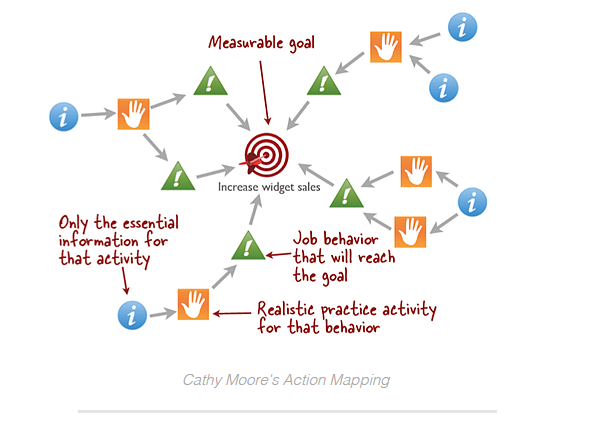 Measurable goal
Increase widget sales
Only the essential
information for
that activity
Job behavior
that will reach
the goal
Realistic practice activity
for that behavior
Cathy Moore's Action Mapping